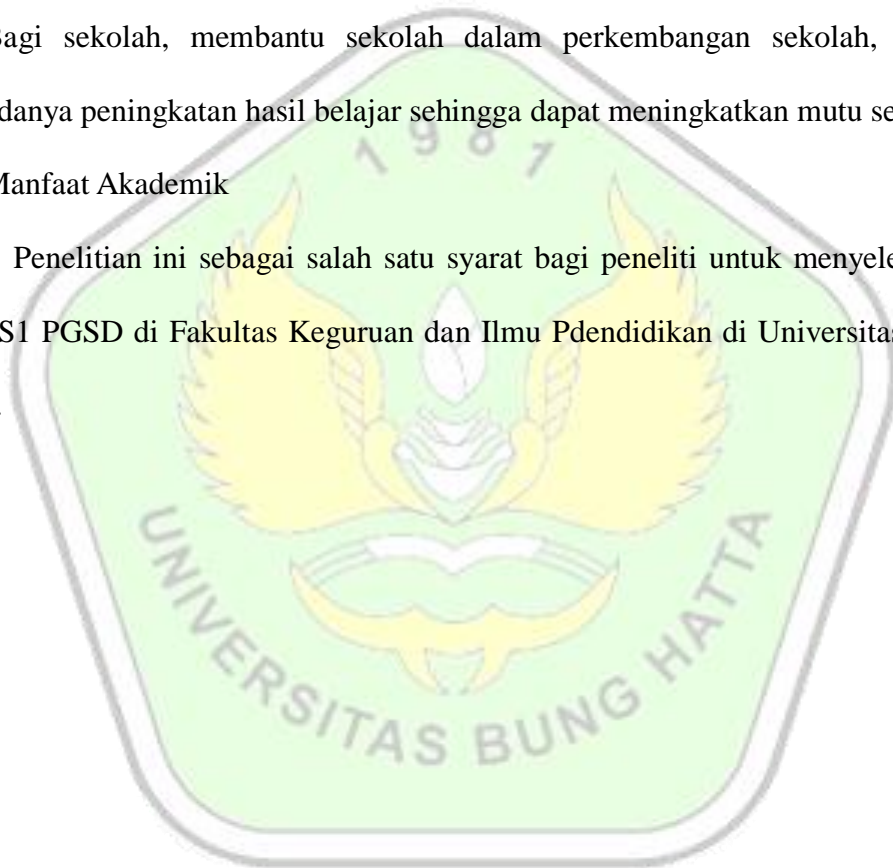 Bagi sekolah, membantu sekolah dalam perkembangan sekolah,
danya peningkatan hasil belajar sehingga dapat meningkatkan mutu se
Manfaat Akademik
Penelitian ini sebagai salah satu syarat bagi peneliti untuk menyele
S1 PGSD di Fakultas Keguruan dan Ilmu Pdendidikan di Universitas
1981
UNIVERSITAS BUNG HATTA